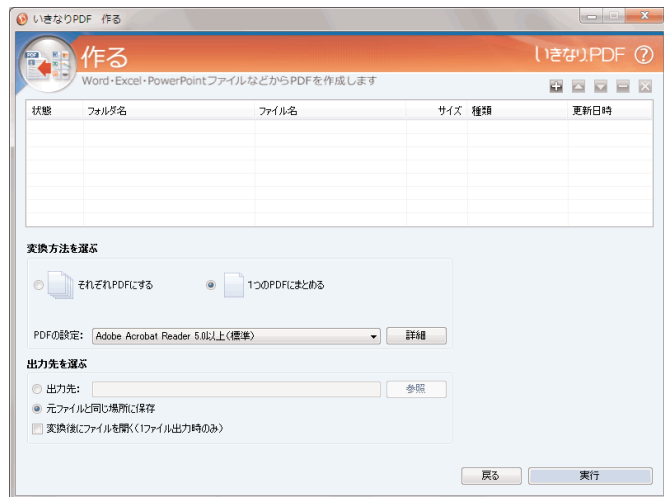 いきなりPDF 作る
作る
いきなりPDF ?
Word・Excel・PowerPointファイルなどからPDFを作成します
状態 フォルダ名 ファイル名 サイズ 種類 更新日時
変換方法を選ぶ
それぞれPDFにする 1つのPDFにまとめる
PDFの設定: Adobe Acrobat Reader 5.0以上(標準) 詳細
出力先を選ぶ
出力先: 参照
元ファイルと同じ場所に保存
変換後にファイルを開く(1ファイル出力時のみ)
戻る 実行